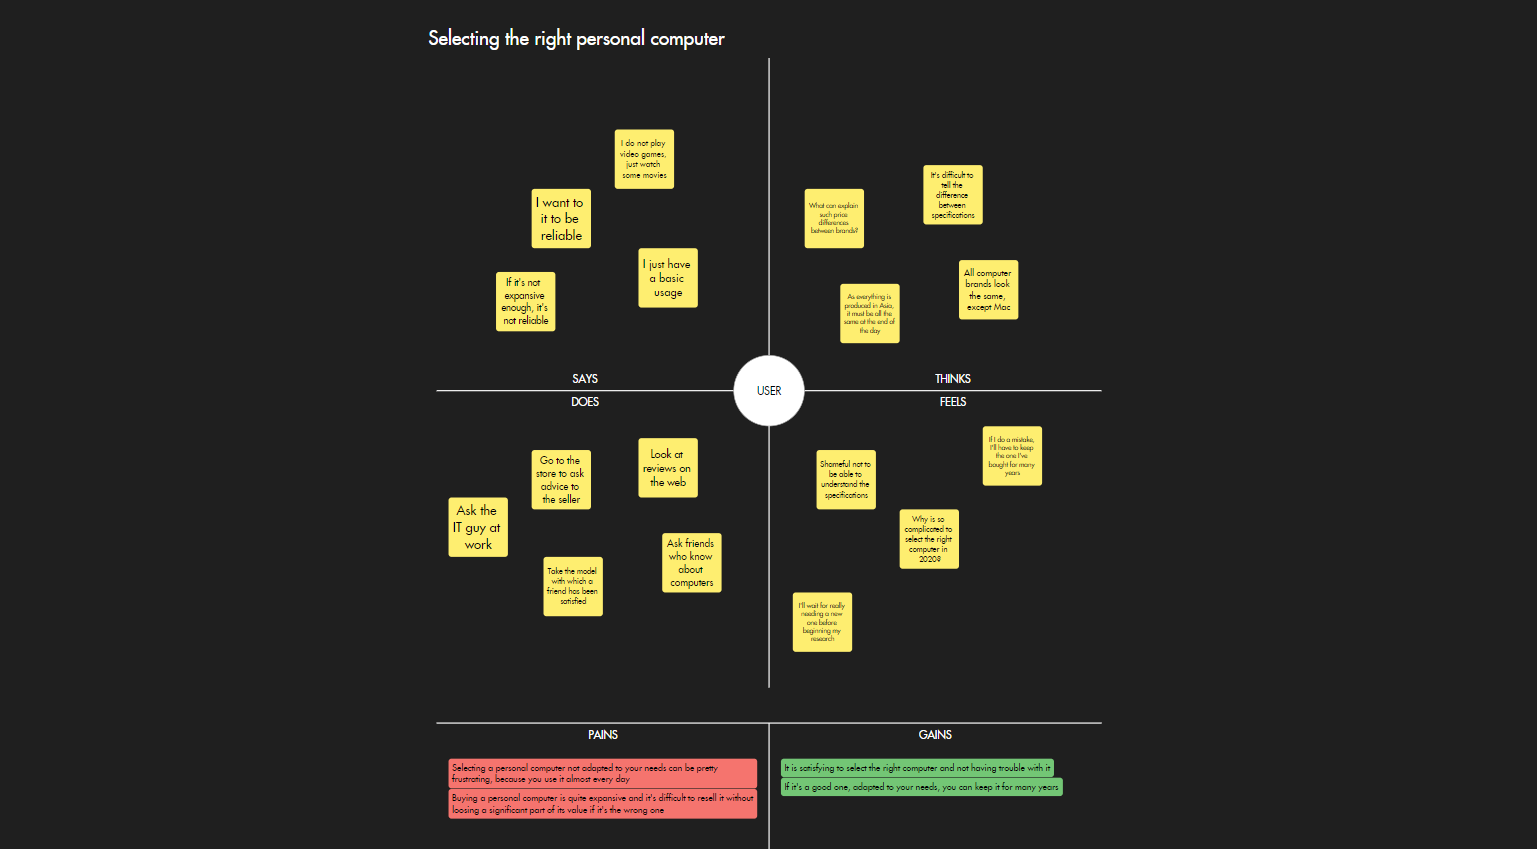 Selecting the right personal computer
I do not play
video games,
just watch
some movies
I want to
it to be
reliable
I just have
a basic
usage
If it's not
expansive
enough, it's
not reliable
SAYS
What can explain
such price
differences
between brands?
It's difficult to
tell the
difference
between
specifications
As everything is
produced in Asia,
it must be all the
same at the end of
the day
All computer
brands look
the same,
except Mac
THINKS
USER
DOES
Go to the
store to ask
advice to
the seller
Look at
reviews on
the web
Ask the
IT guy at
work
Take the model
with which a
friend has been
satisfied
Ask friends
who know
about
computers
FEELS
If I do a mistake,
I'll have to keep
the one I've
bought for many
years
Shameful not to
be able to
understand the
specifications
Why is so
complicated to
select the right
computer in
2020?
I'll wait for really
needing a new
one before
beginning my
research
PAINS
Selecting a personal computer not adapted to your needs can be pretty
frustrating, because you use it almost every day
Buying a personal computer is quite expansive and it's difficult to resell it without
loosing a significant part of its value if it's the wrong one
GAINS
It is satisfying to select the right computer and not having trouble with it
If it's a good one, adapted to your needs, you can keep it for many years